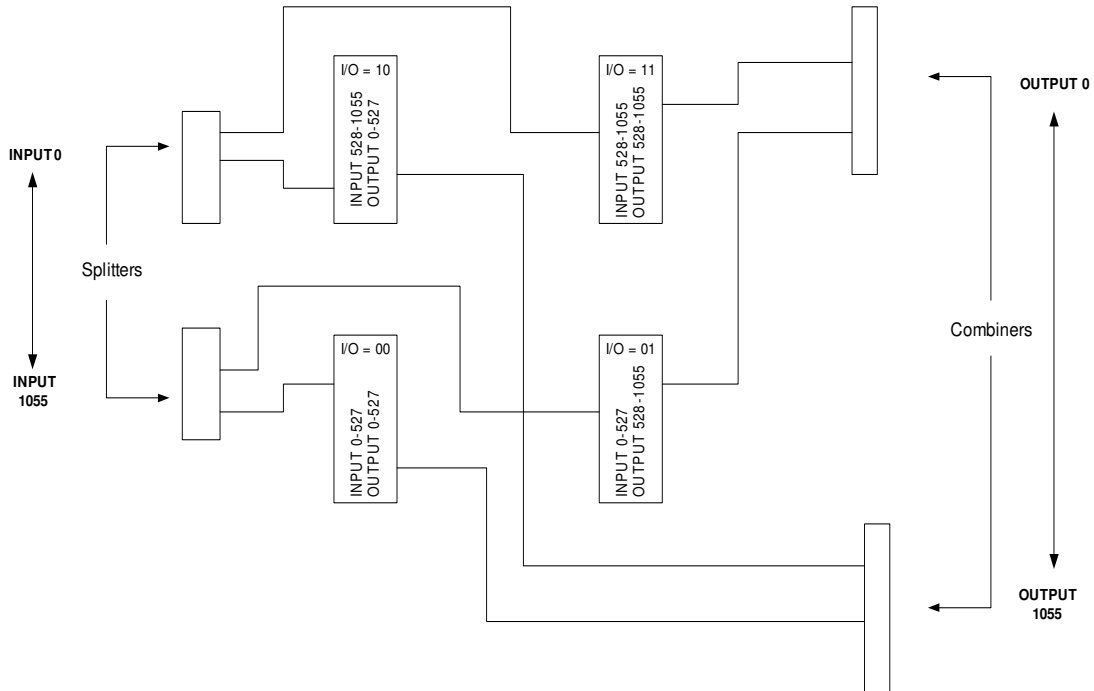 I/O = 10
INPUT 528-1055
OUTPUT 0-527
I/O = 11
INPUT 528-1055
OUTPUT 528-1055
OUTPUT 0
INPUT 0
Splitters
Combiners
INPUT
1055
I/O = 00
INPUT 0-527
OUTPUT 0-527
I/O = 01
INPUT 0-527
OUTPUT 528-1055
OUTPUT
1055